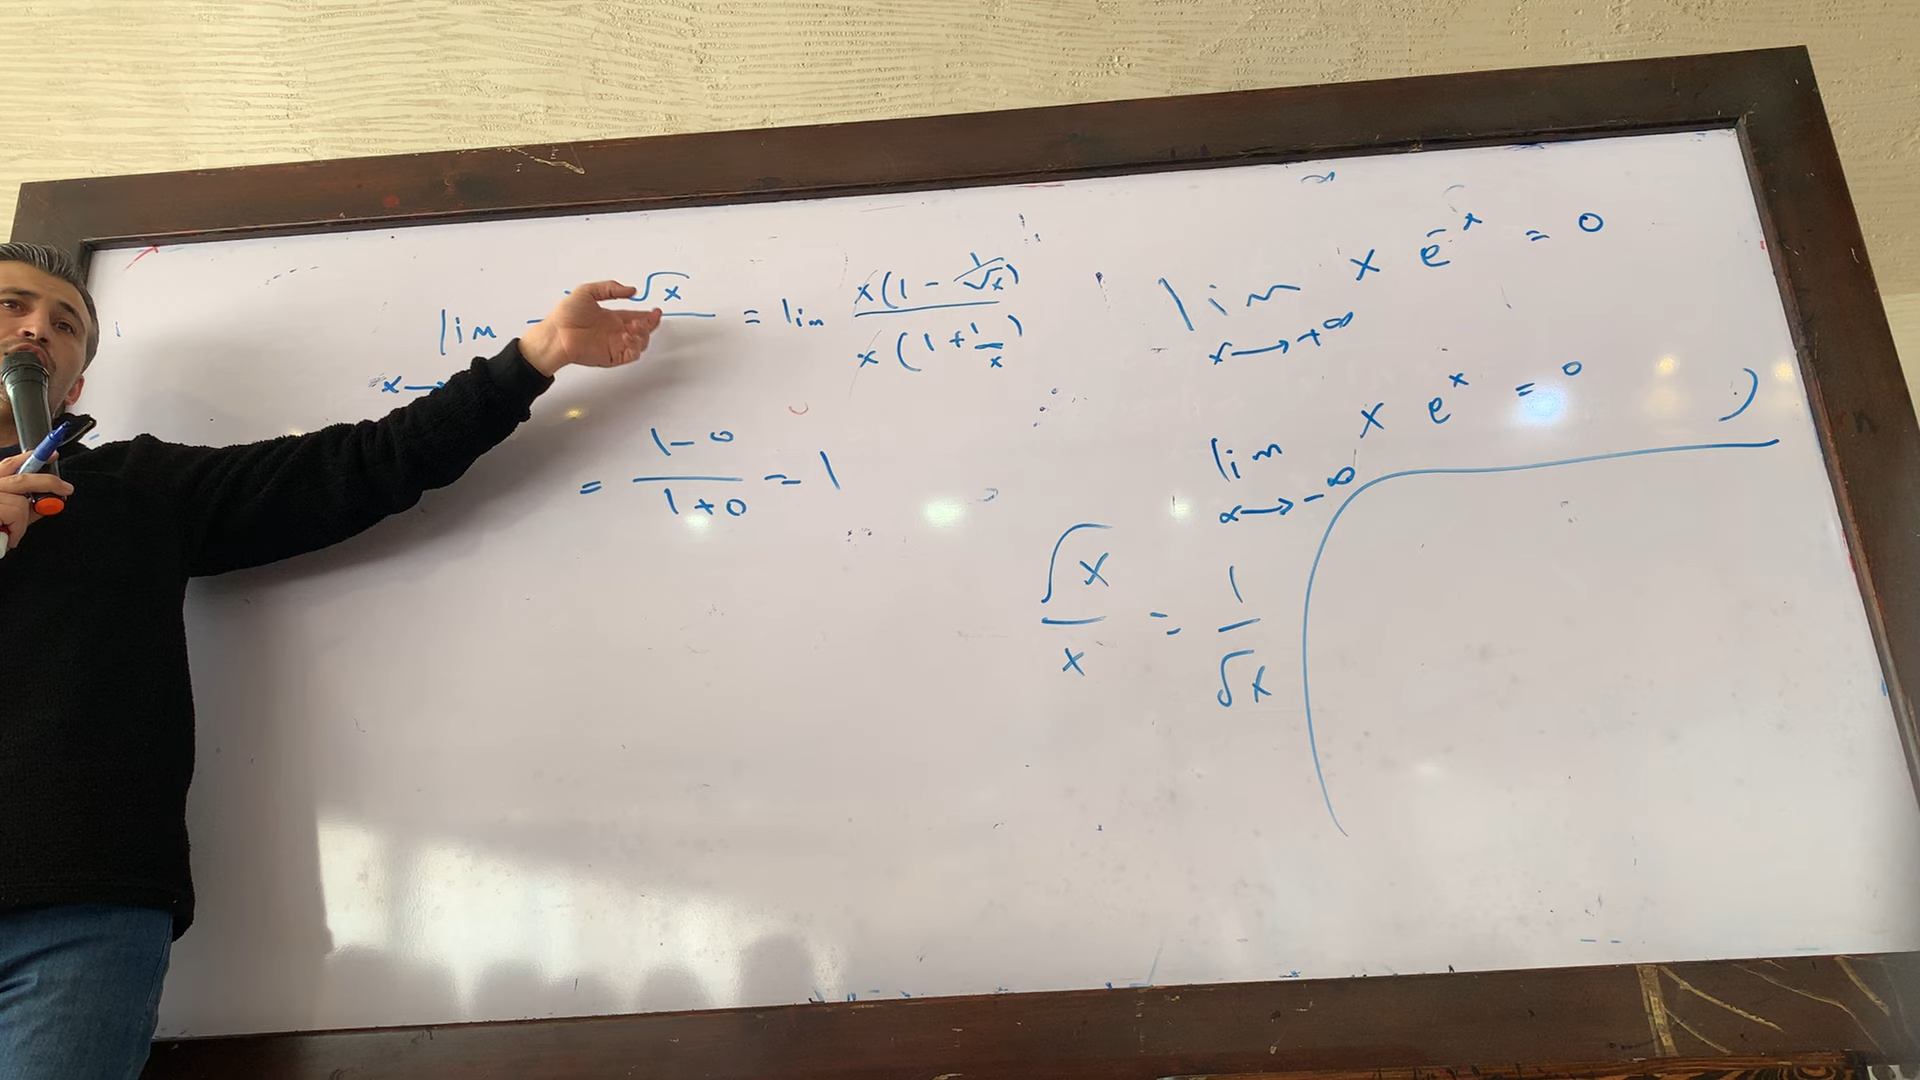 lim √x = lim x(1 - 1/√x) / x(1 + 1/x)
x→
= 1-0 / 1+0 = 1
lim x e^-x = 0
x→+∞
lim x e^x = 0
x→-∞
√x / x = 1 / √x